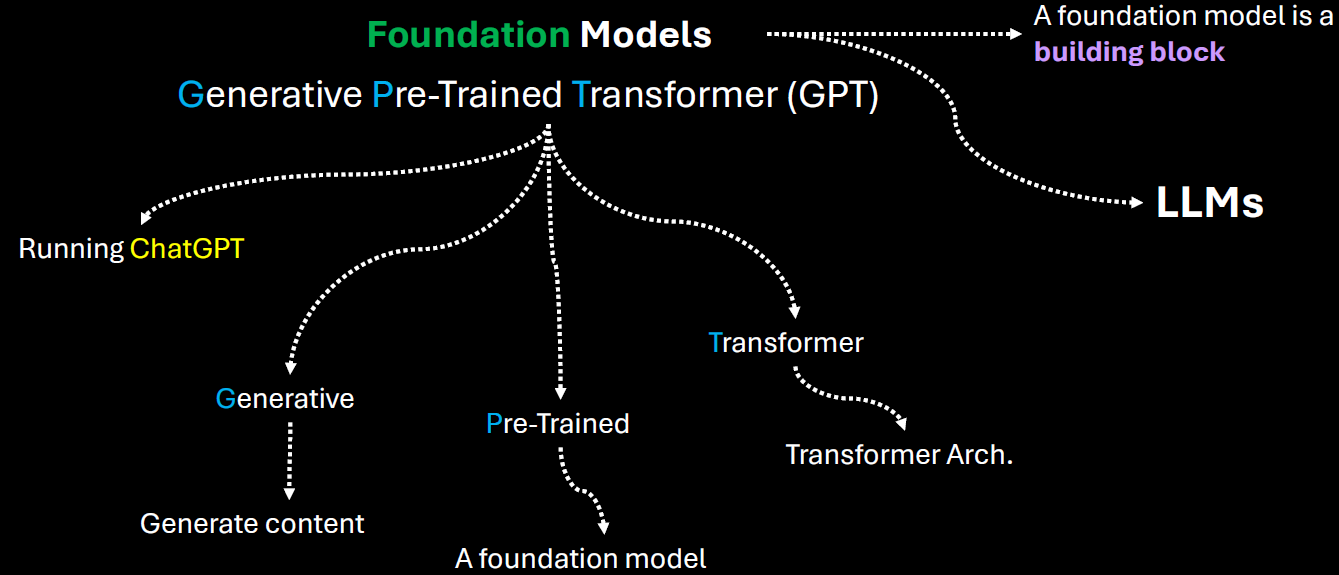 Foundation Models
A foundation model is a
building block
Generative Pre-Trained Transformer (GPT)
LLMs
Running ChatGPT
Transformer
Generative
Pre-Trained
Transformer Arch.
Generate content
A foundation model